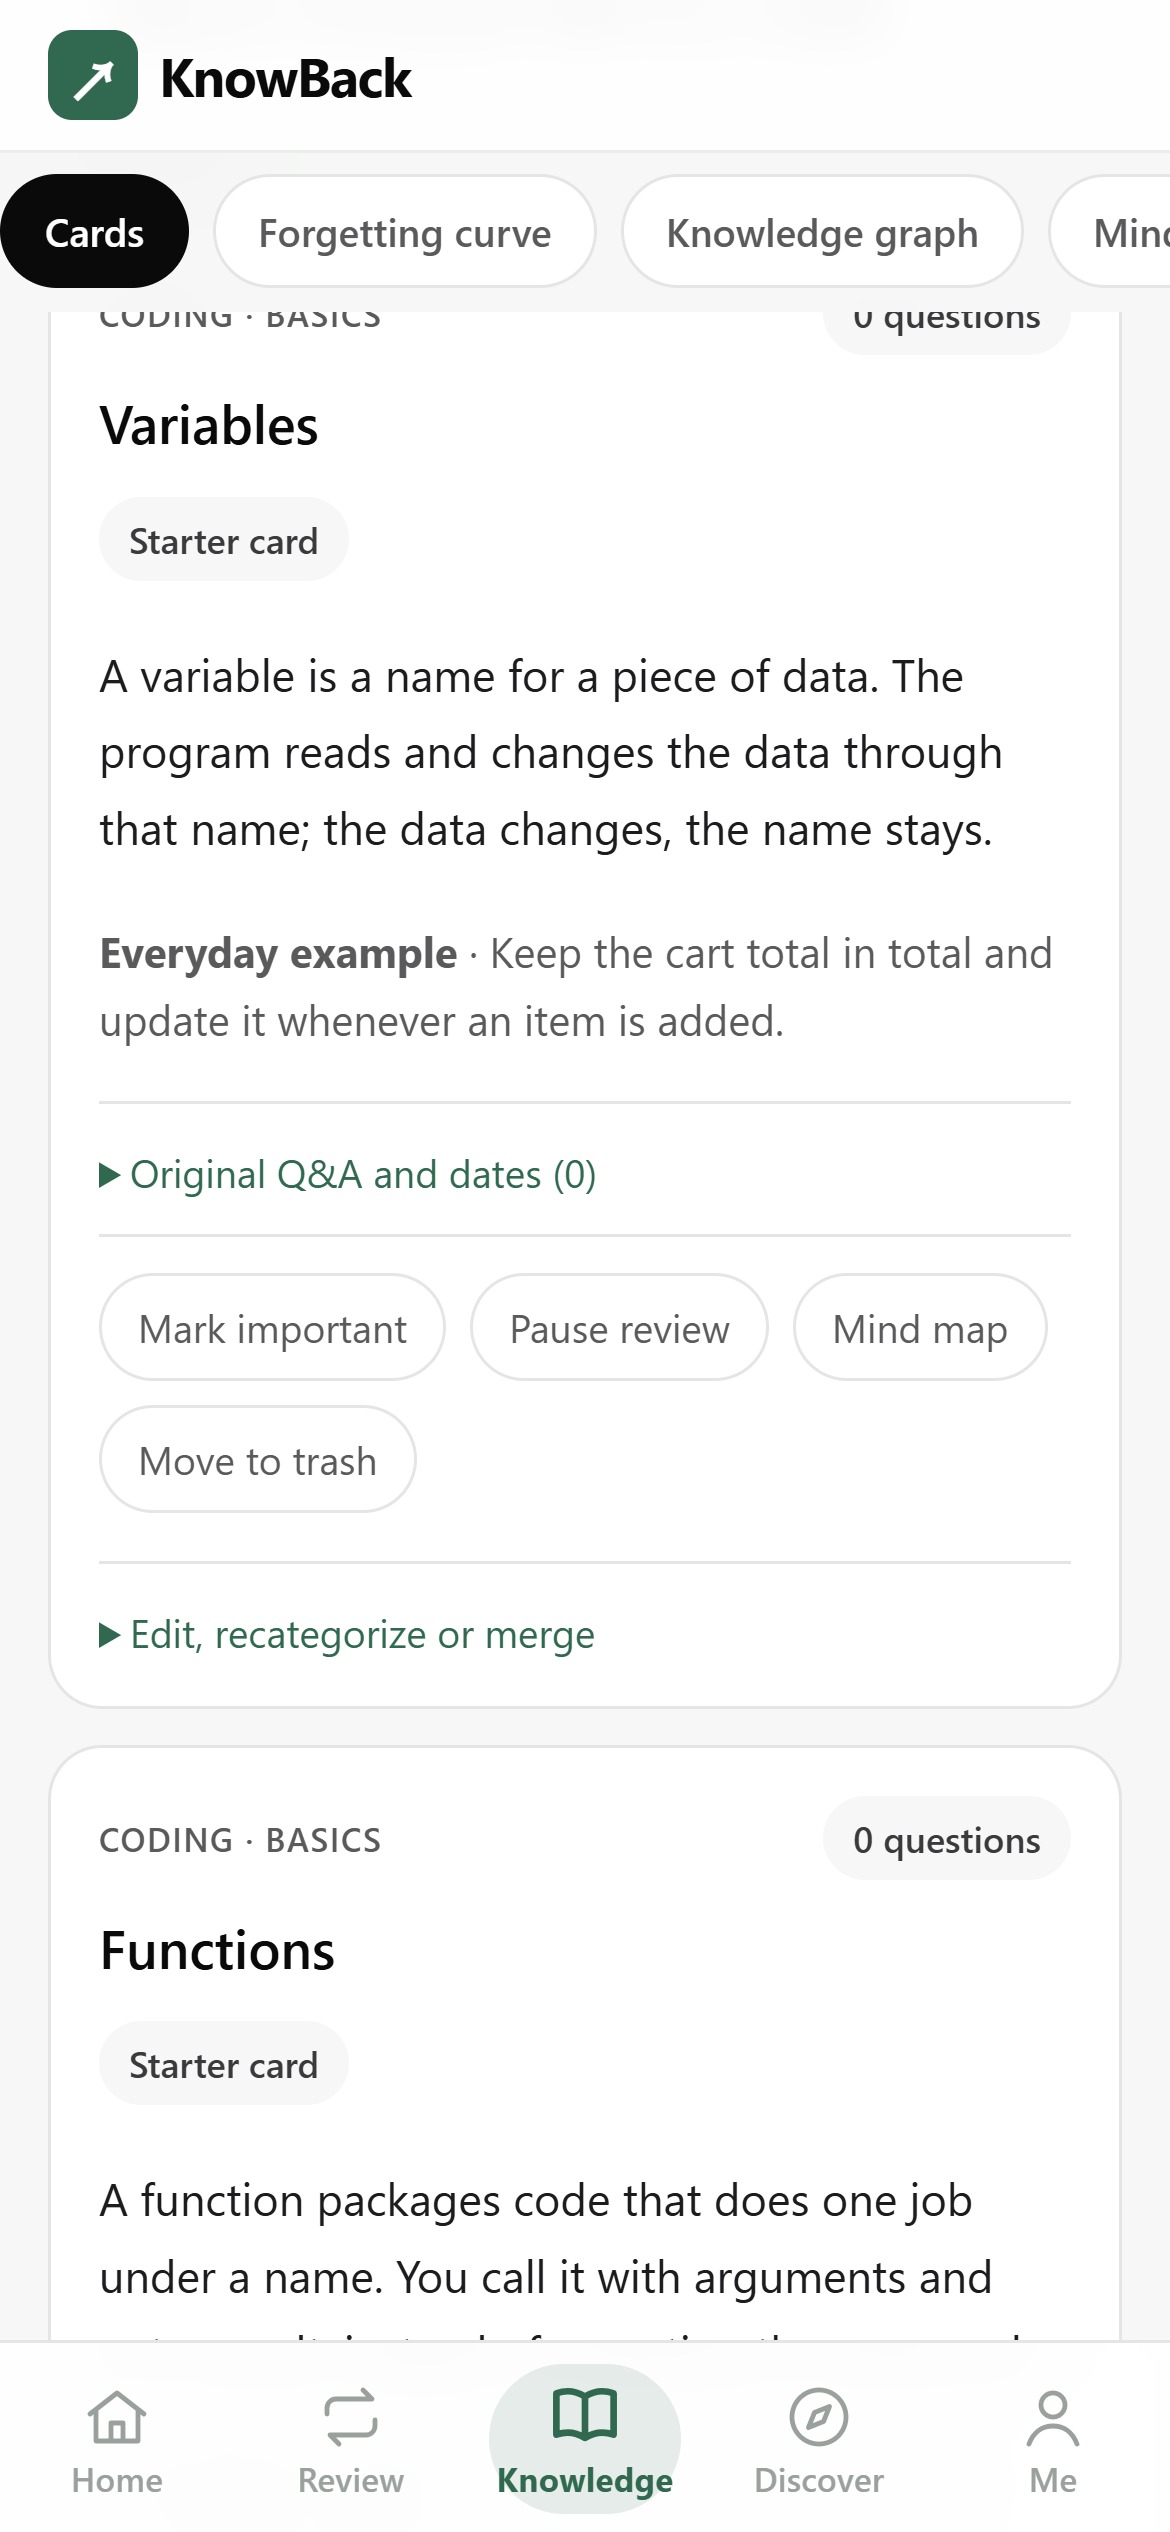 KnowBack
Cards
Forgetting curve
Knowledge graph
CODING · BASICS
0 questions
Variables
Starter card
A variable is a name for a piece of data. The
program reads and changes the data through
that name; the data changes, the name stays.
Everyday example · Keep the cart total in total and
update it whenever an item is added.
Original Q&A and dates (0)
Mark important
Pause review
Mind map
Move to trash
Edit, recategorize or merge
CODING · BASICS
0 questions
Functions
Starter card
A function packages code that does one job
under a name. You call it with arguments and
Home
Review
Knowledge
Discover
Me